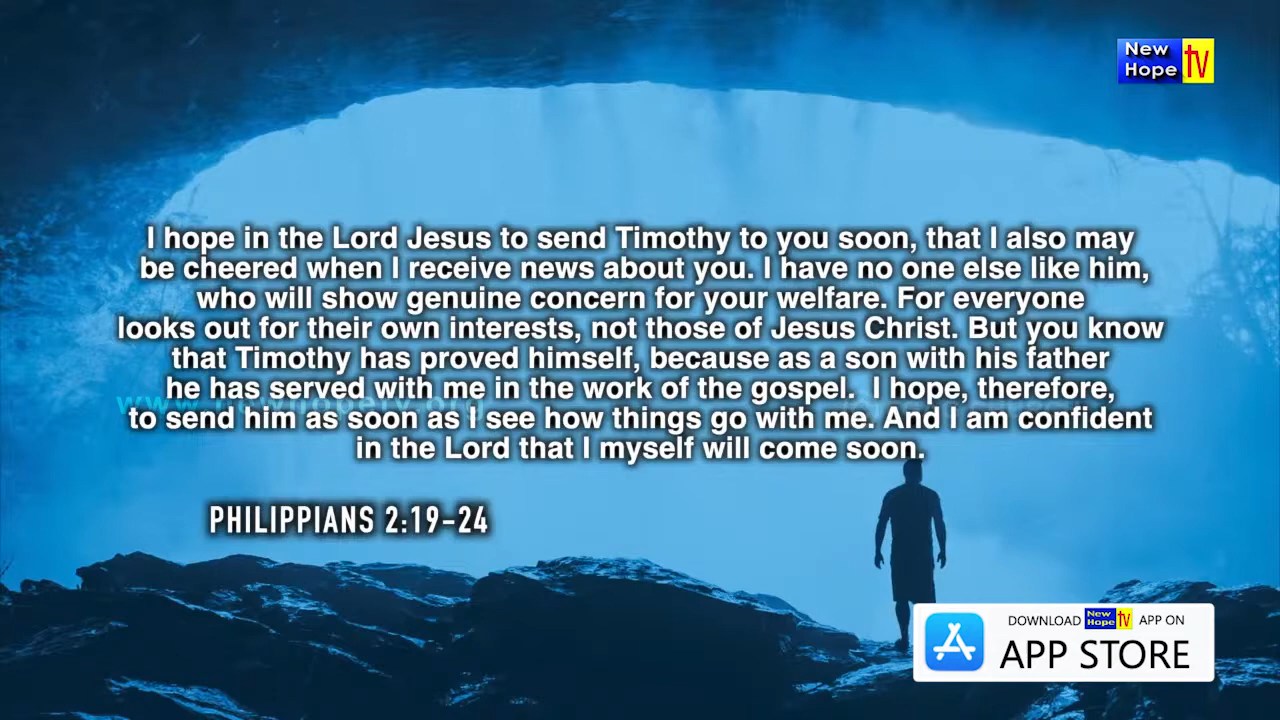 New
Hope TV
I hope in the Lord Jesus to send Timothy to you soon, that I also may
be cheered when I receive news about you. I have no one else like him,
who will show genuine concern for your welfare. For everyone
looks out for their own interests, not those of Jesus Christ. But you know
that Timothy has proved himself, because as a son with his father
he has served with me in the work of the gospel.  I hope, therefore,
to send him as soon as I see how things go with me. And I am confident
in the Lord that I myself will come soon.
PHILIPPIANS 2:19-24
DOWNLOAD New Hope TV APP ON
APP STORE